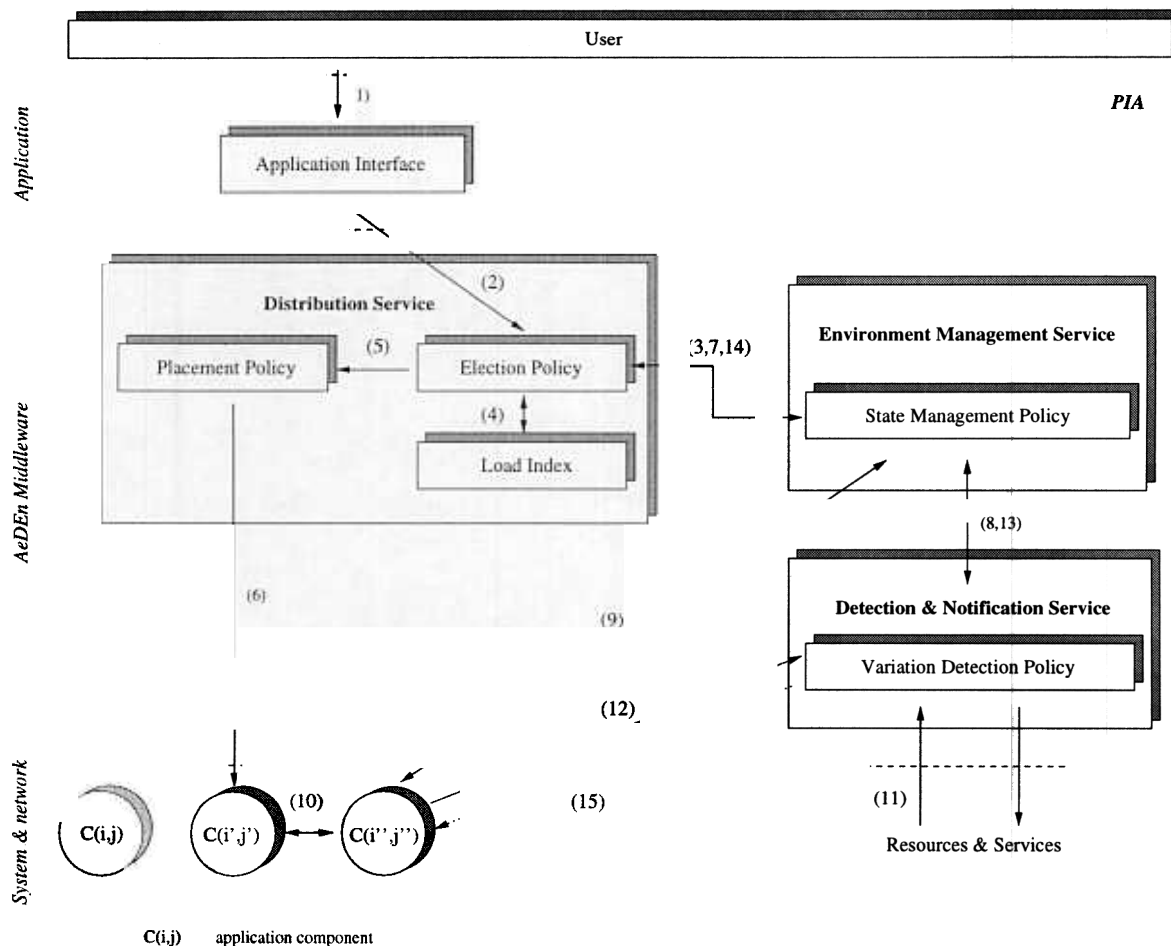 User
1)
PIA
Application
Application Interface
(2)
Distribution Service
Environment Management Service
(5)
(3,7,14)
Placement Policy
Election Policy
State Management Policy
(4)
Load Index
AeDEn Middleware
(8,13)
(6)
(9)
Detection & Notification Service
Variation Detection Policy
(12)
System & network
(10)
(15)
(11)
C(i,j)
C(i',j')
C(i'',j'')
Resources & Services
C(i,j) application component